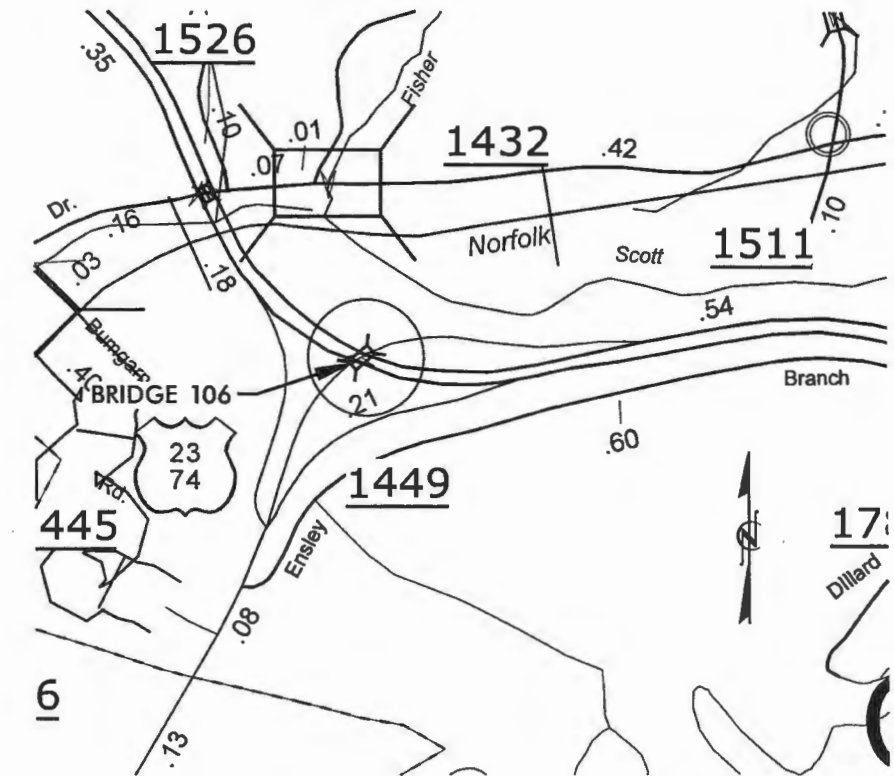 1526
.35
.10
.01
Fisher
.07
1432
.42
Dr.
.16
.10
.03
.18
Norfolk
Scott
1511
.54
BRIDGE 106
.21
Branch
23
74
.60
Rd.
1449
445
Ensley
Dillard
.08
6
.13